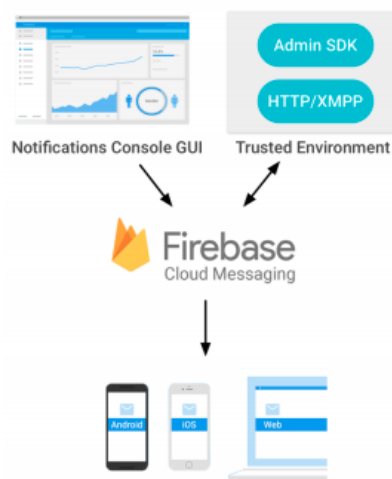 Admin SDK
HTTP/XMPP
Notifications Console GUI
Trusted Environment
Firebase
Cloud Messaging
Android
iOS
Web